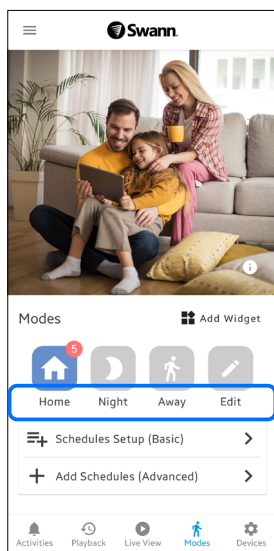 Swann
Modes
Add Widget
5
Home Night Away Edit
Schedules Setup (Basic)
Add Schedules (Advanced)
Activities Playback Live View Modes Devices